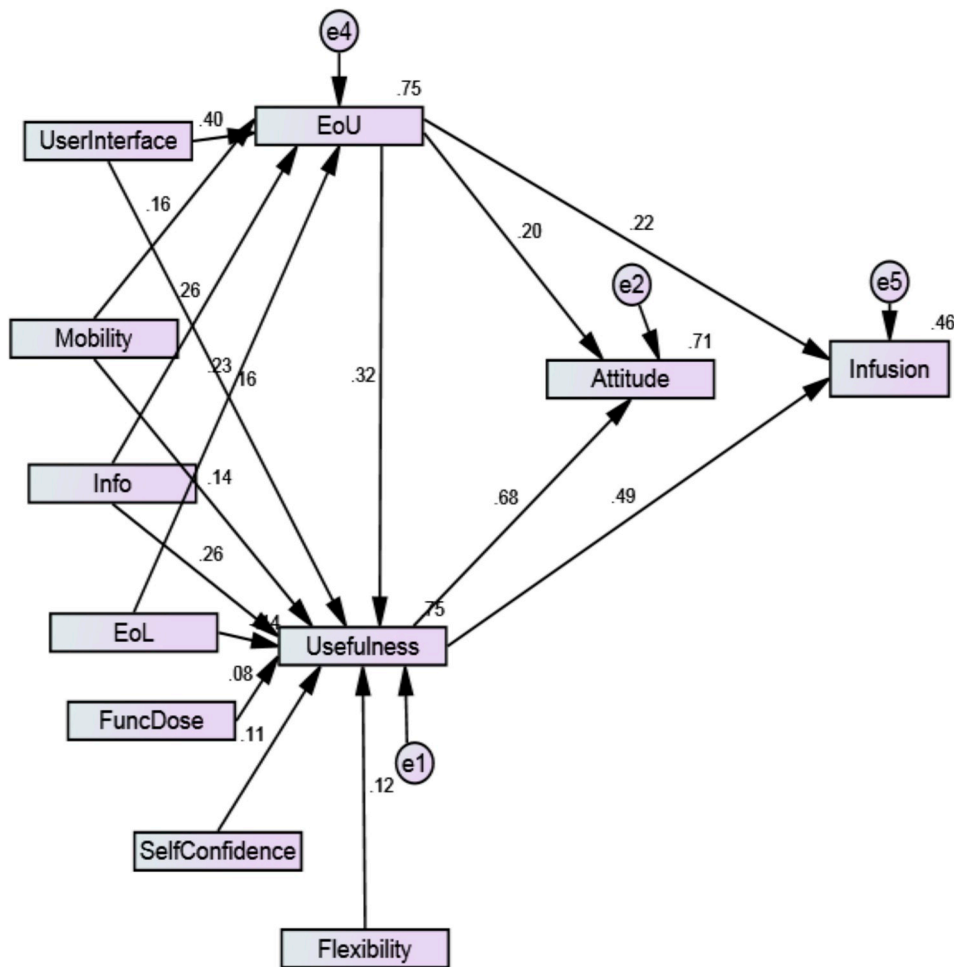 e4
.75
EoU
.40
UserInterface
.16
.22
.20
e2
e5
.26
.46
Mobility
.71
.23
.16
.32
Attitude
Infusion
Info
.14
.68
.49
.26
.75
EoL
Usefulness
.08
FuncDose
.11
e1
.12
SelfConfidence
Flexibility